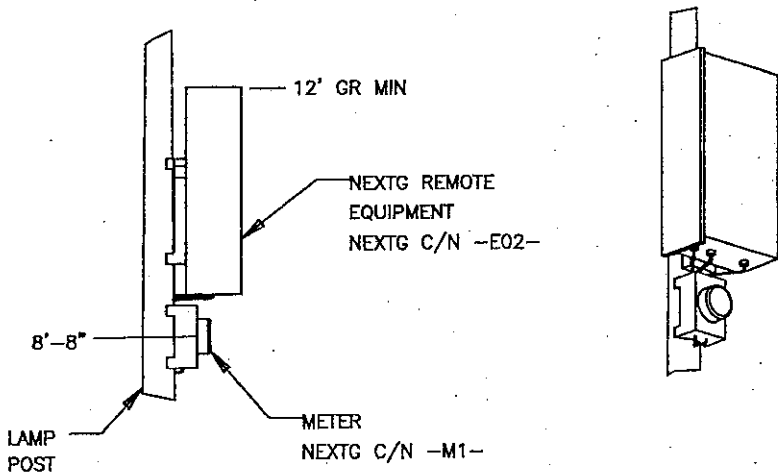 12' GR MIN
NEXTG REMOTE
EQUIPMENT
NEXTG C/N -E02-
8'-8"
LAMP
POST
METER
NEXTG C/N -M1-